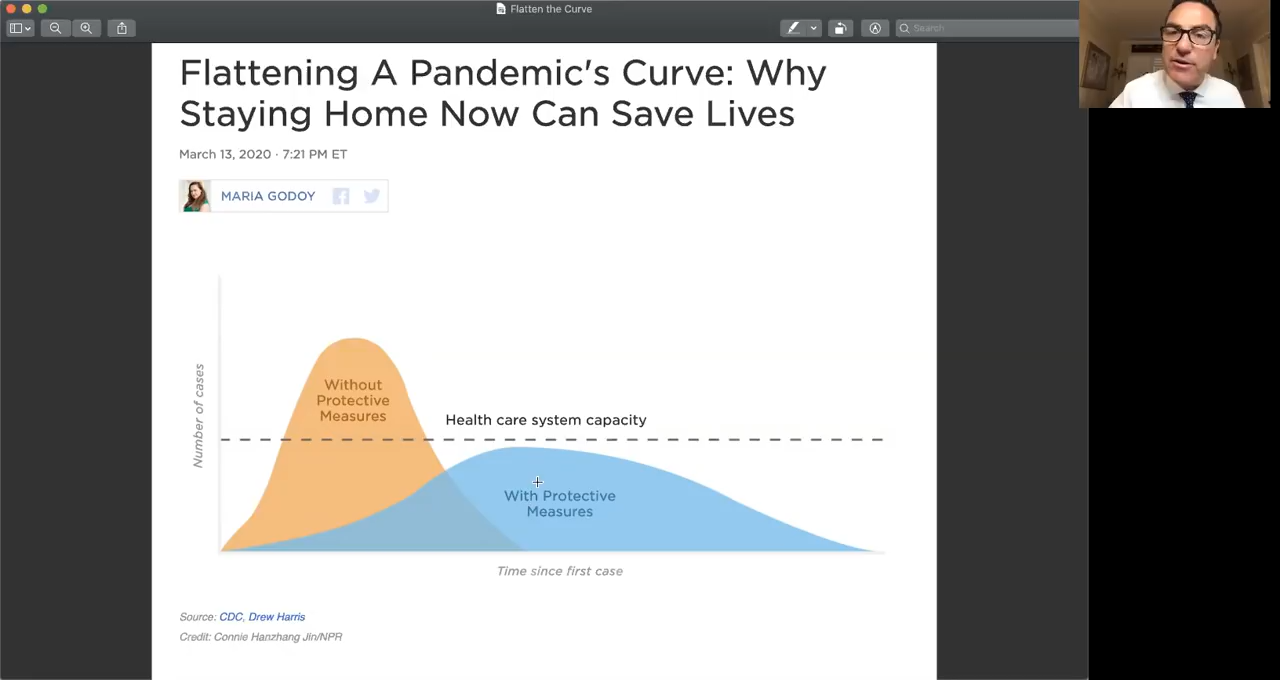 Flatten the Curve
Search
Flattening A Pandemic's Curve: Why
Staying Home Now Can Save Lives
March 13, 2020 · 7:21 PM ET
MARIA GODOY
Number of cases
Without
Protective
Measures
Health care system capacity
With Protective
Measures
Time since first case
Source: CDC, Drew Harris
Credit: Connie Hanzhang Jin/NPR